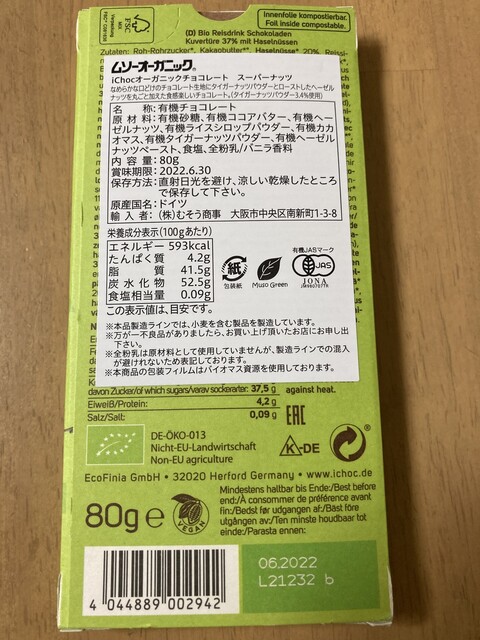 FSC
MIX
Verpackung
FSC® C081636
Innenfolie kompostierbar.
Foil inside compostable.
(D) Bio Reisdrink Schokoladen
Kuvertüre 37% mit Haselnüssen
Zutaten: Roh-Rohrzucker*, Kakaobutter**, Haselnüsse* 20%,
ムソーオーガニック®
iChocオーガニックチョコレート スーパーナッツ
なめらかな口どけのチョコレート生地にタイガーナッツパウダーとローストしたヘーゼル
ナッツを丸ごと加えた食感楽しいチョコレート。(タイガーナッツパウダー3.4%使用)
名 称:有機チョコレート
原 材 料:有機砂糖、有機ココアバター、有機ヘー
ゼルナッツ、有機ライスシロップパウダー、有機カカ
オマス、有機タイガーナッツパウダー、有機ヘーゼル
ナッツペースト、食塩、全粉乳/バニラ香料
内 容 量:80g
賞味期限:2022.6.30
保存方法:直射日光を避け、涼しい乾燥したところ
で保存して下さい。
原産国名:ドイツ
輸 入 者:(株)むそう商事 大阪市中央区南新町1-3-8
栄養成分表示(100gあたり)
エネルギー 593kcal
たんぱく質 4.2g
脂質 41.5g
炭水化物 52.5g
食塩相当量 0.09g
この表示値は、目安です。
紙
包装紙
Muso Green
有機JASマーク
JAS
IONA
※本品製造ラインでは、小麦を含む製品を製造しています。
※万が一不良品がありましたら、お買い上げ頂いたお店にお申し出
下さい。
※全粉乳は原材料として使用していませんが、製造ラインでの混入
が避けれないため表記しております。
※本商品の包装フィルムはバイオマス資源を使用しております。
davon Zucker/of which sugars/varav sockerarter: 37,5 g
against heat.
Eiweiß/Protein: 4,2 g
Salz/Salt: 0,09 g
EAC
DE-ÖKO-013
Nicht-EU-Landwirtschaft
Non-EU agriculture
K-DE
EcoFinia GmbH • 32020 Herford Germany • www.ichoc.de
80g e
VEGAN
Mindestens haltbar bis Ende:/Best before
end:/À consommer de préférence avant
fin:/Bedst før udgangen af:/Bäst före
utgången av:/Ten minste houdbaar tot
einde:/Parasta ennen:
06.2022
L21232 b
4 044889 002942